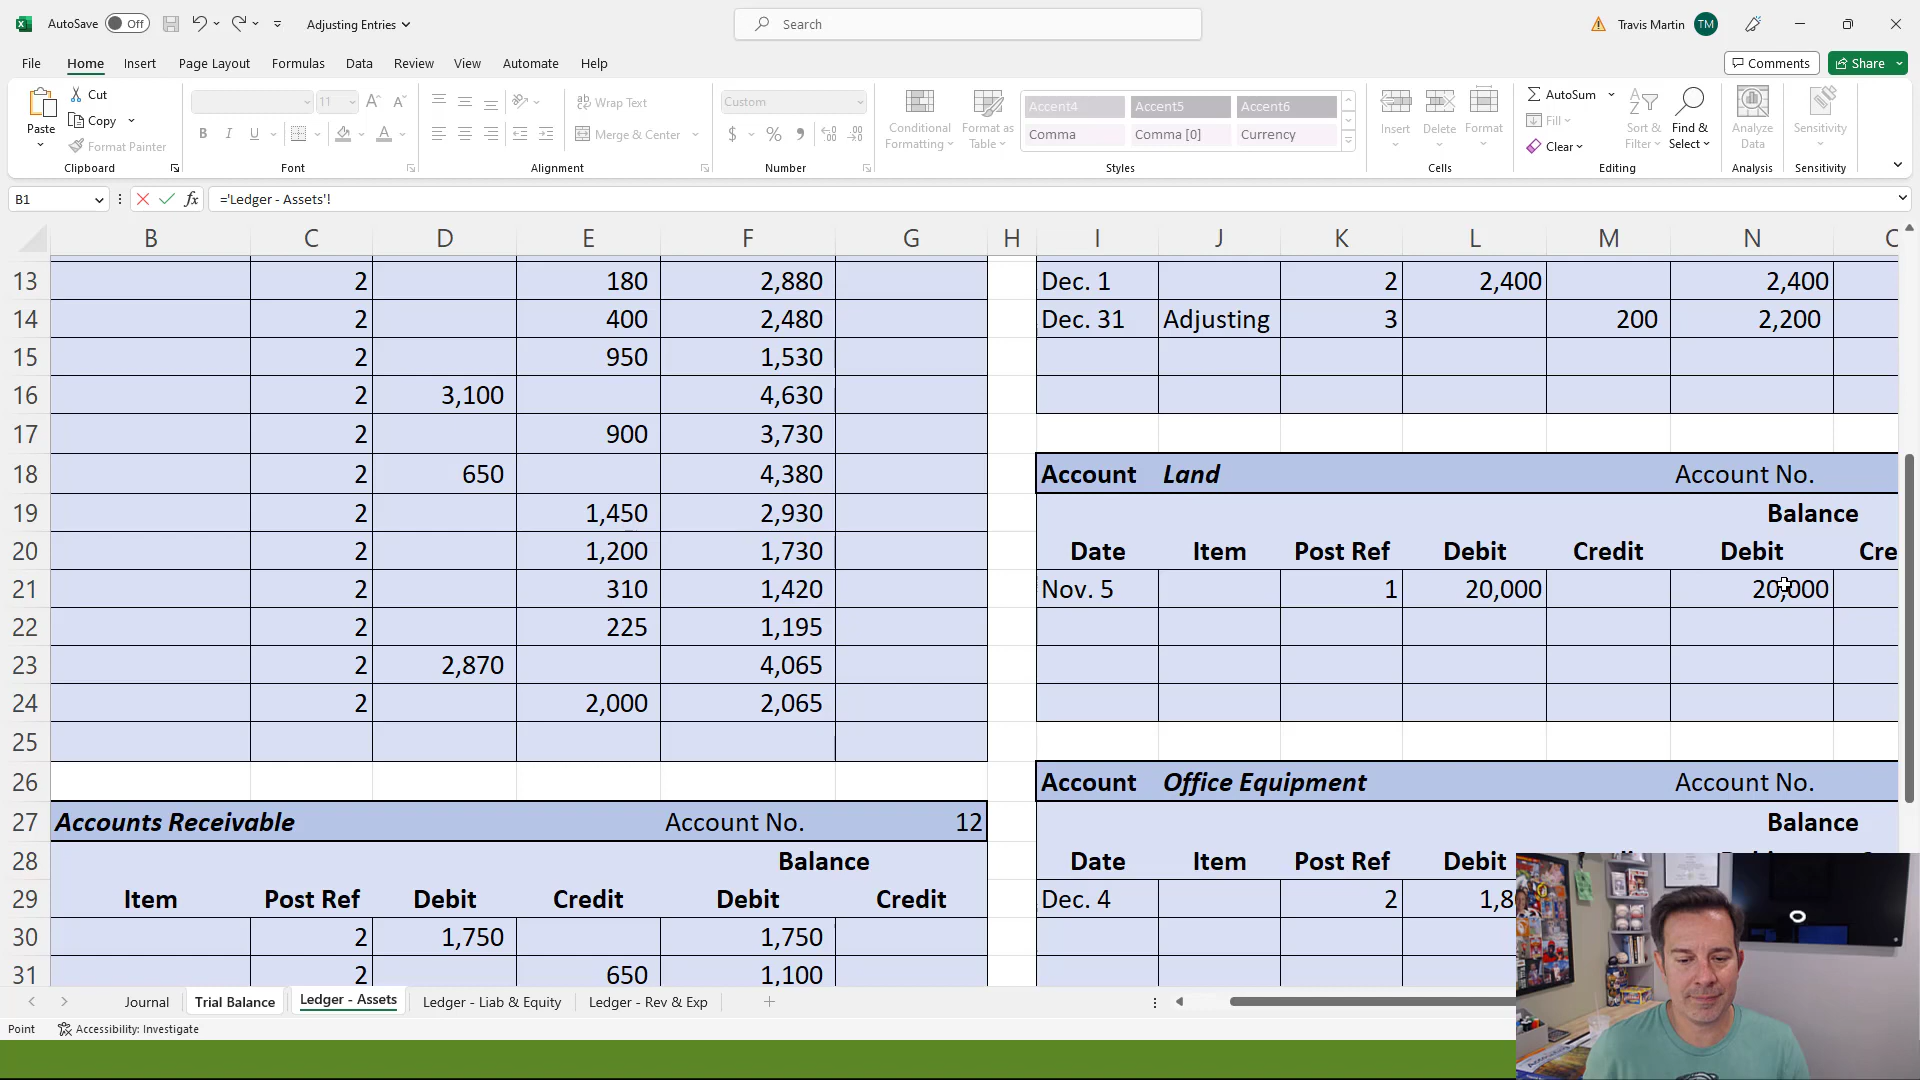 AutoSave Off Adjusting Entries Search Travis Martin TM
File Home Insert Page Layout Formulas Data Review View Automate Help Comments Share
Paste Cut Copy Format Painter Clipboard
11 B I U A Font
ab Wrap Text Merge & Center Alignment
Custom $ % Number
Conditional Formatting Format as Table Accent4 Accent5 Accent6 Comma Comma [0] Currency Styles
Insert Delete Format Cells
AutoSum Fill Clear Sort & Filter Find & Select Editing
Analyze Data Analysis Sensitivity Sensitivity
B1 fx ='Ledger - Assets'!
B C D E F G H I J K L M N
13 2 180 2,880 Dec. 1 2 2,400 2,400
14 2 400 2,480 Dec. 31 Adjusting 3 200 2,200
15 2 950 1,530
16 2 3,100 4,630
17 2 900 3,730
18 2 650 4,380 Account Land Account No.
19 2 1,450 2,930 Balance
20 2 1,200 1,730 Date Item Post Ref Debit Credit Debit Cre
21 2 310 1,420 Nov. 5 1 20,000 20,000
22 2 225 1,195
23 2 2,870 4,065
24 2 2,000 2,065
25
26 Account Office Equipment Account No.
27 Accounts Receivable Account No. 12 Balance
28 Balance Date Item Post Ref Debit
29 Item Post Ref Debit Credit Debit Credit Dec. 4 2 1,8
30 2 1,750 1,750
31 650 1,100
Journal Trial Balance Ledger - Assets Ledger - Liab & Equity Ledger - Rev & Exp
Point Accessibility: Investigate